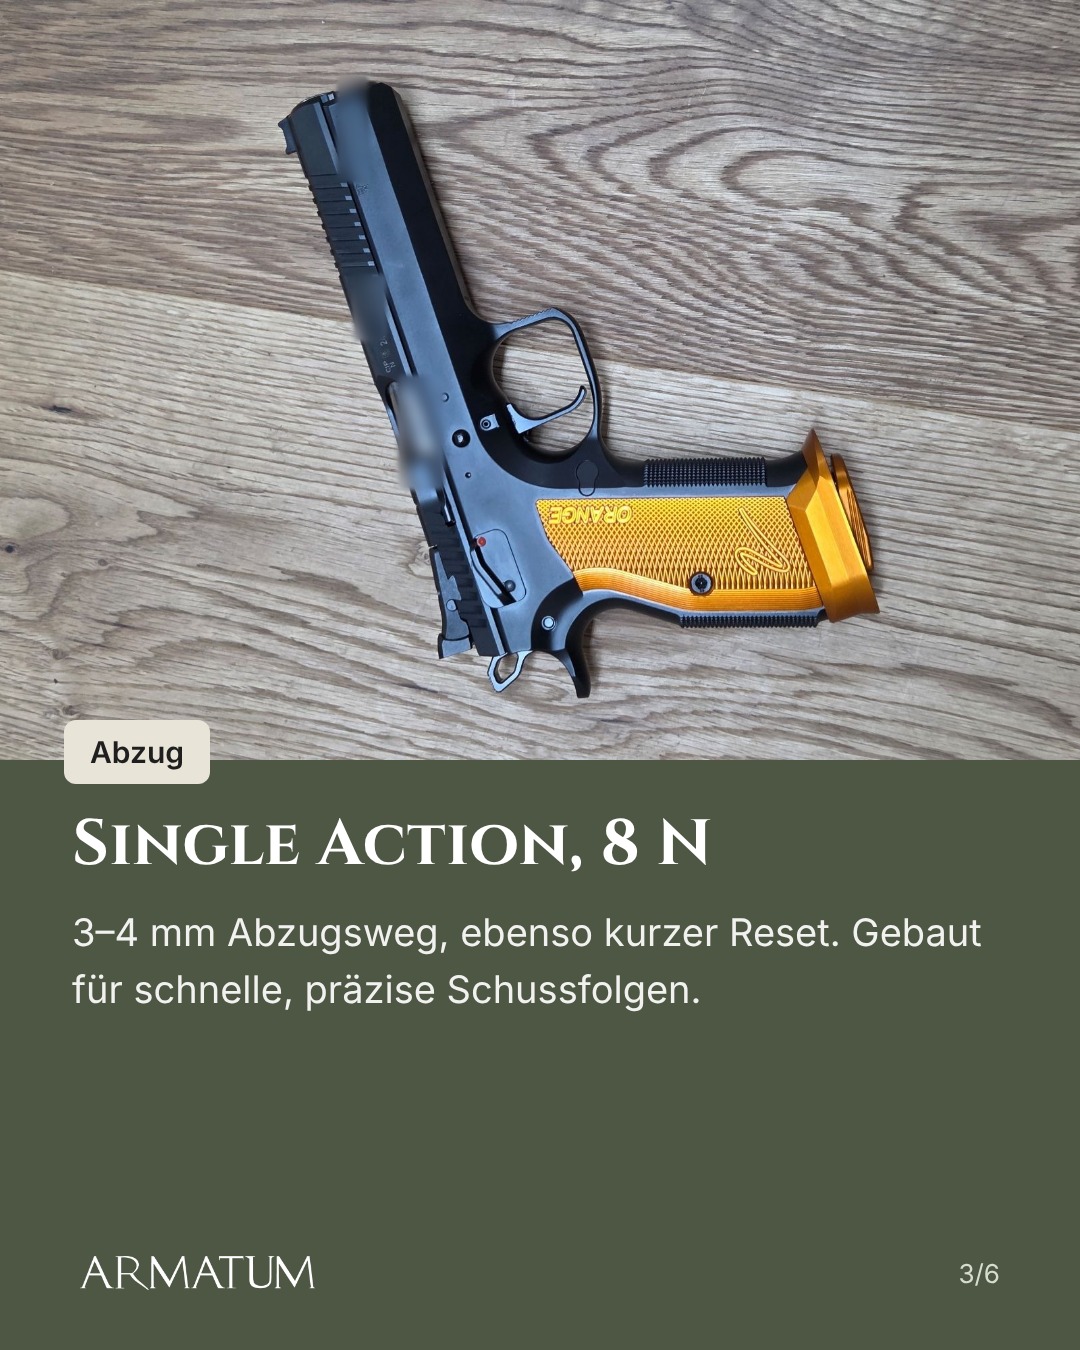 ORANGE
Abzug
Single Action, 8 N
3–4 mm Abzugsweg, ebenso kurzer Reset. Gebaut
für schnelle, präzise Schussfolgen.
ARMATUM
3/6